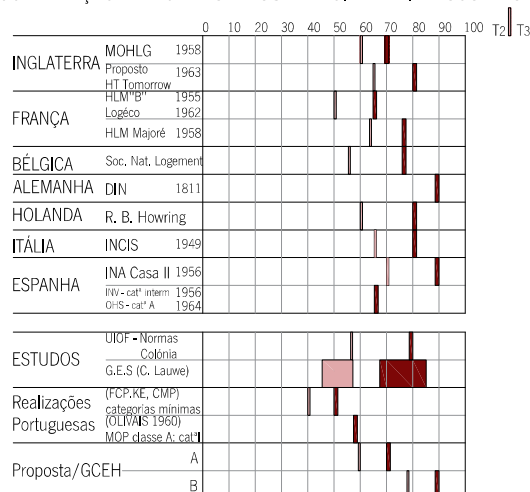 0 10 20 30 40 50 60 70 80 90 100 T2 T3
INGLATERRA MOHLG 1958
Proposto 1963
HT Tomorrow
FRANÇA HLM"B" 1955
Logéco 1962
HLM Majoré 1958
BÉLGICA Soc. Nat. Logement
ALEMANHA DIN 1811
HOLANDA R. B. Howring
ITÁLIA INCIS 1949
ESPANHA INA Casa II 1956
INV - catª interm 1956
OHS - catª A 1964
ESTUDOS UIOF - Normas
Colónia
G.E.S (C. Lauwe)
Realizações (FCP.KE, CMP)
categorias mínimas
Portuguesas (OLIVAIS 1960)
MOP classe A: catªI
Proposta/GCEH A
B